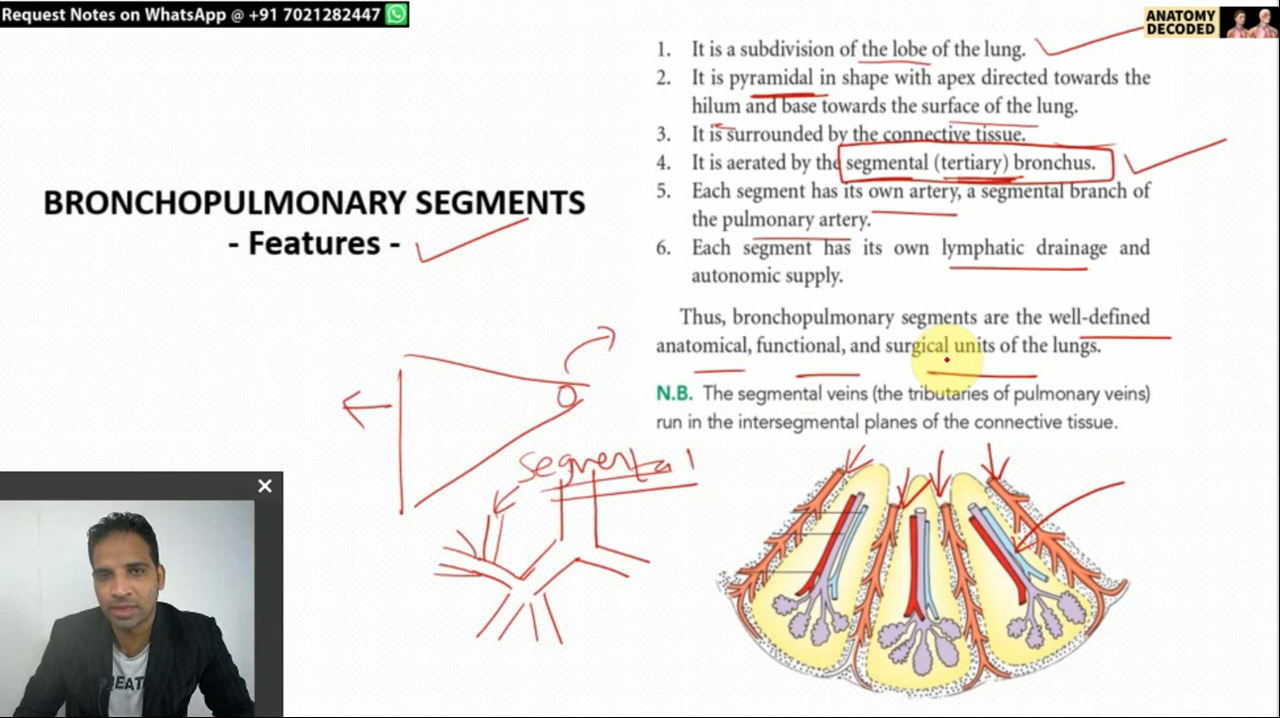 Request Notes on WhatsApp @ +91 7021282447
ANATOMY
DECODED
BRONCHOPULMONARY SEGMENTS
- Features -
1. It is a subdivision of the lobe of the lung.
2. It is pyramidal in shape with apex directed towards the
hilum and base towards the surface of the lung.
3. It is surrounded by the connective tissue.
4. It is aerated by the segmental (tertiary) bronchus.
5. Each segment has its own artery, a segmental branch of
the pulmonary artery.
6. Each segment has its own lymphatic drainage and
autonomic supply.
Thus, bronchopulmonary segments are the well-defined
anatomical, functional, and surgical units of the lungs.
N.B. The segmental veins (the tributaries of pulmonary veins)
run in the intersegmental planes of the connective tissue.
segmental